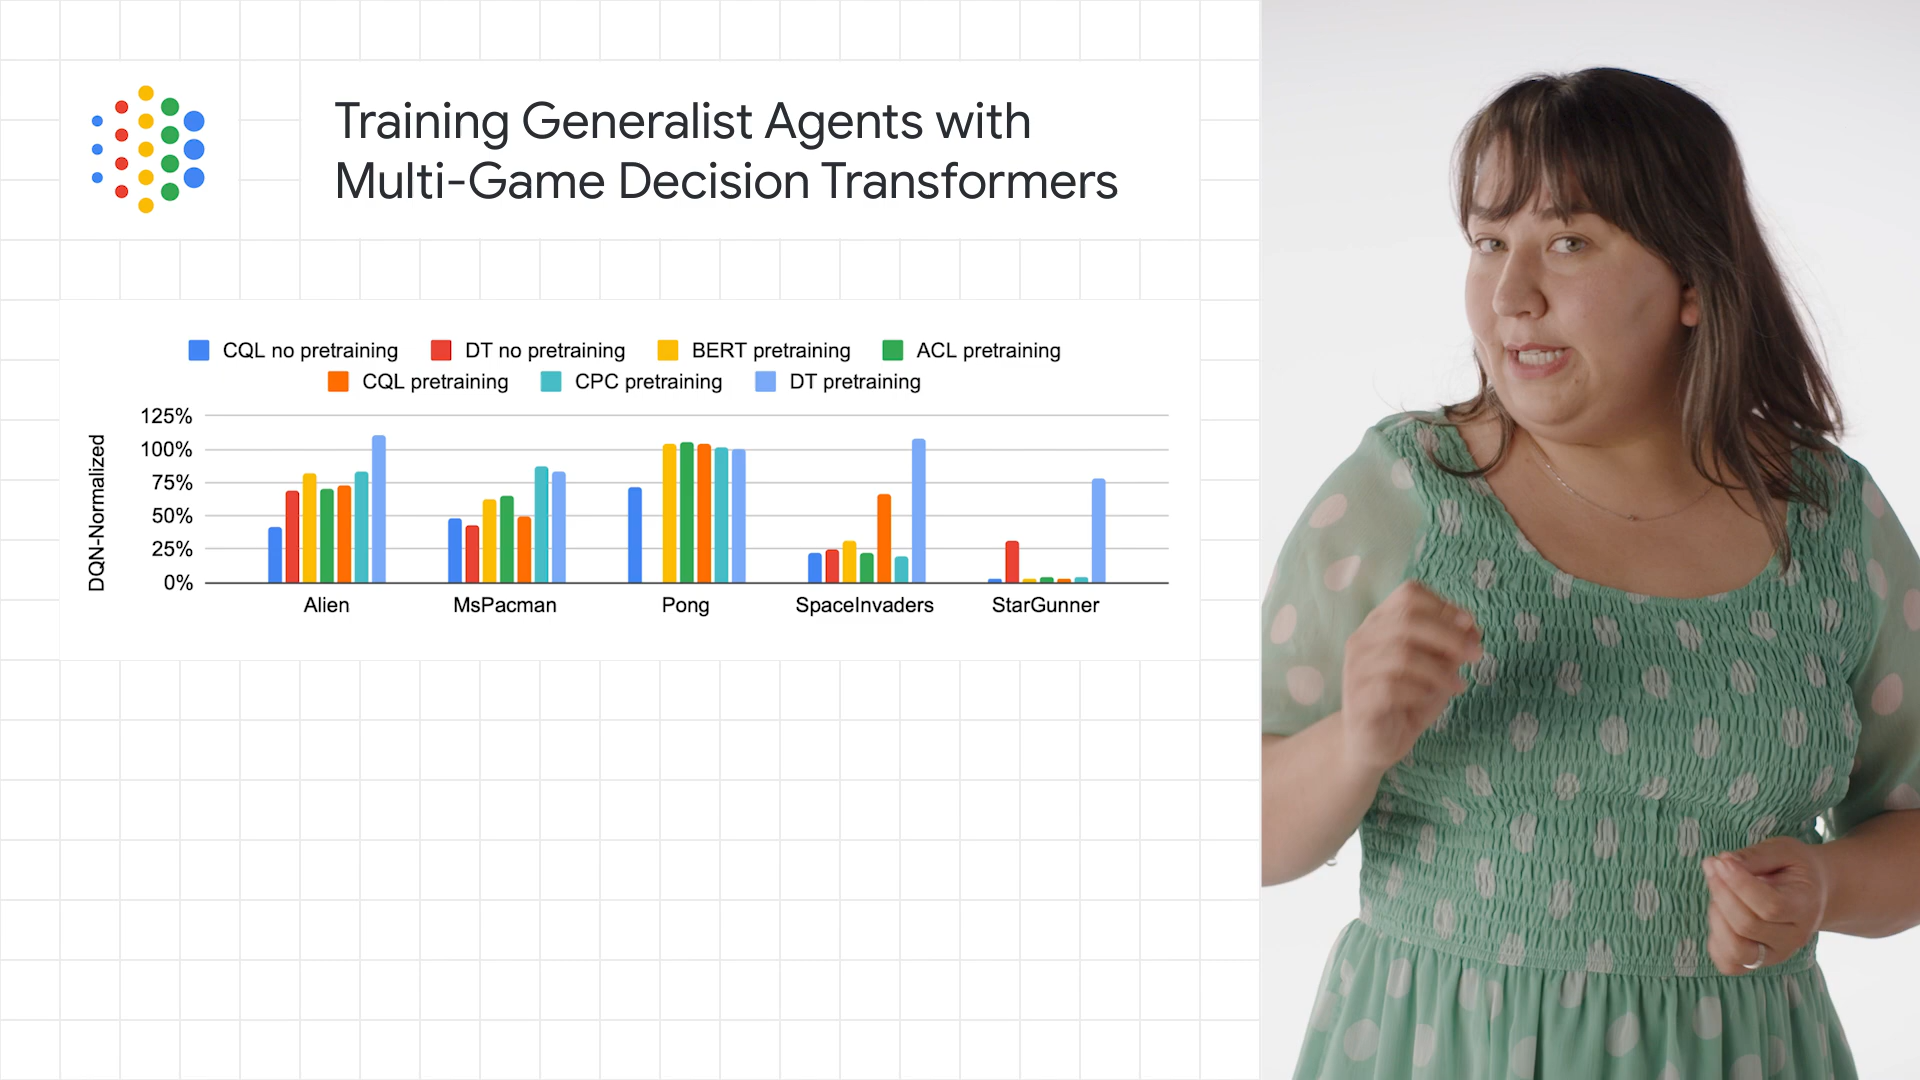 Training Generalist Agents with
Multi-Game Decision Transformers
CQL no pretraining DT no pretraining BERT pretraining ACL pretraining
CQL pretraining CPC pretraining DT pretraining
DQN-Normalized
125%
100%
75%
50%
25%
0%
Alien MsPacman Pong SpaceInvaders StarGunner